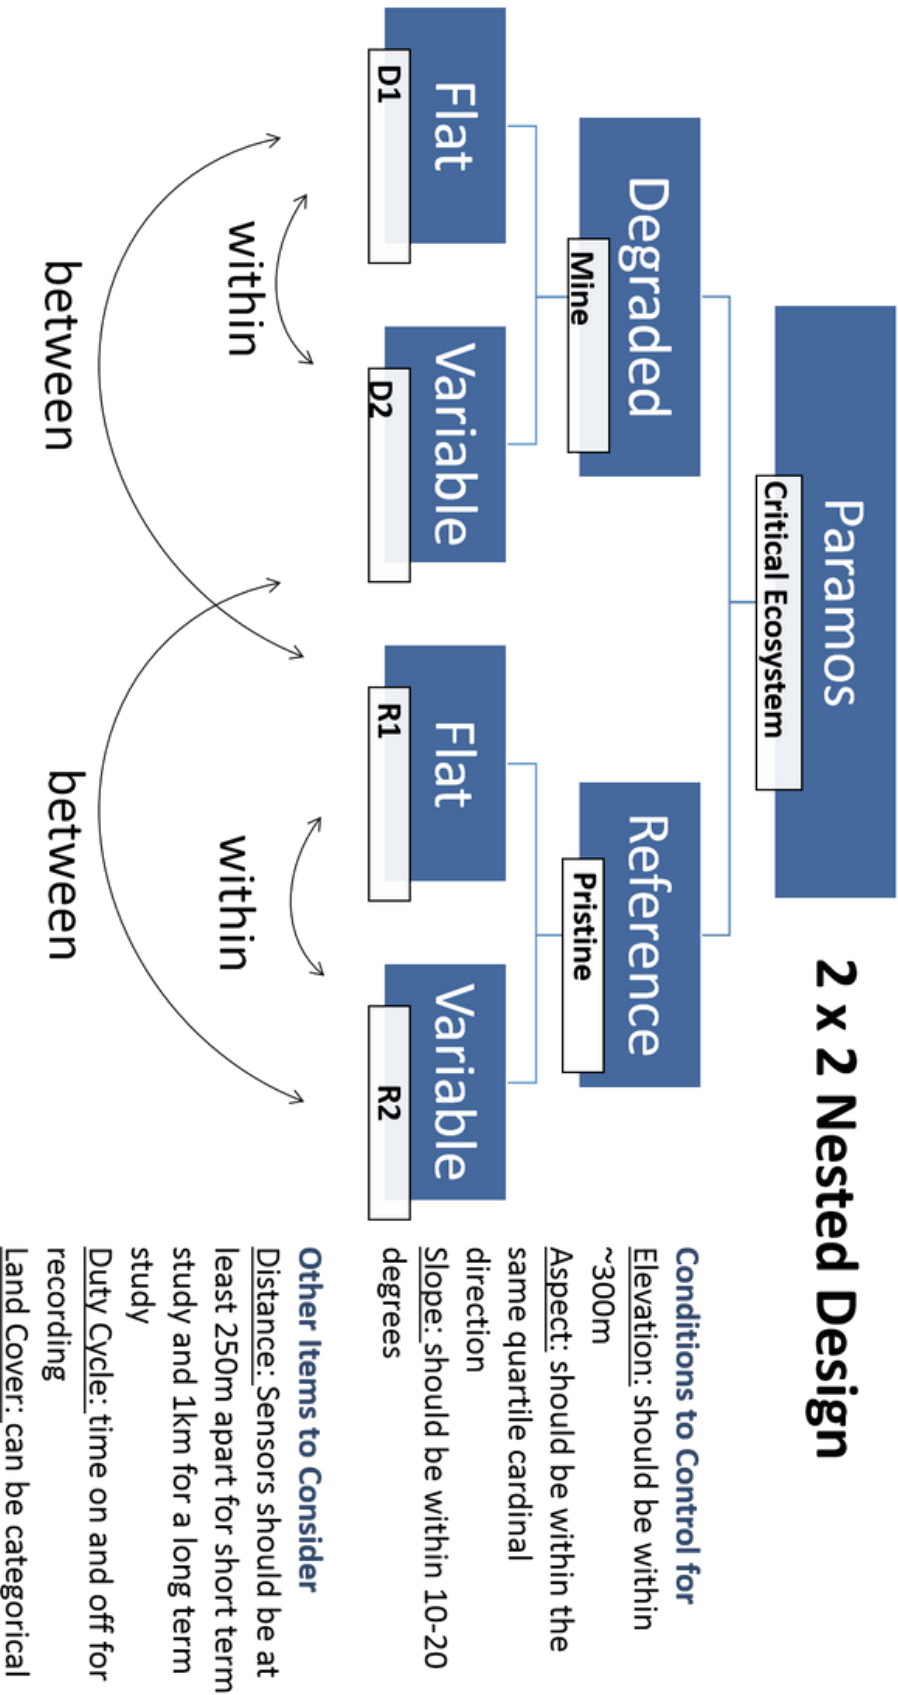 2 x 2 Nested Design
Paramos
Critical Ecosystem
Degraded
Mine
Reference
Pristine
Flat
D1
Variable
D2
Flat
R1
Variable
R2
within
within
between
between
Conditions to Control for
Elevation: should be within
~300m
Aspect: should be within the
same quartile cardinal
direction
Slope: should be within 10-20
degrees
Other Items to Consider
Distance: Sensors should be at
least 250m apart for short term
study and 1km for a long term
study
Duty Cycle: time on and off for
recording
Land Cover: can be categorical